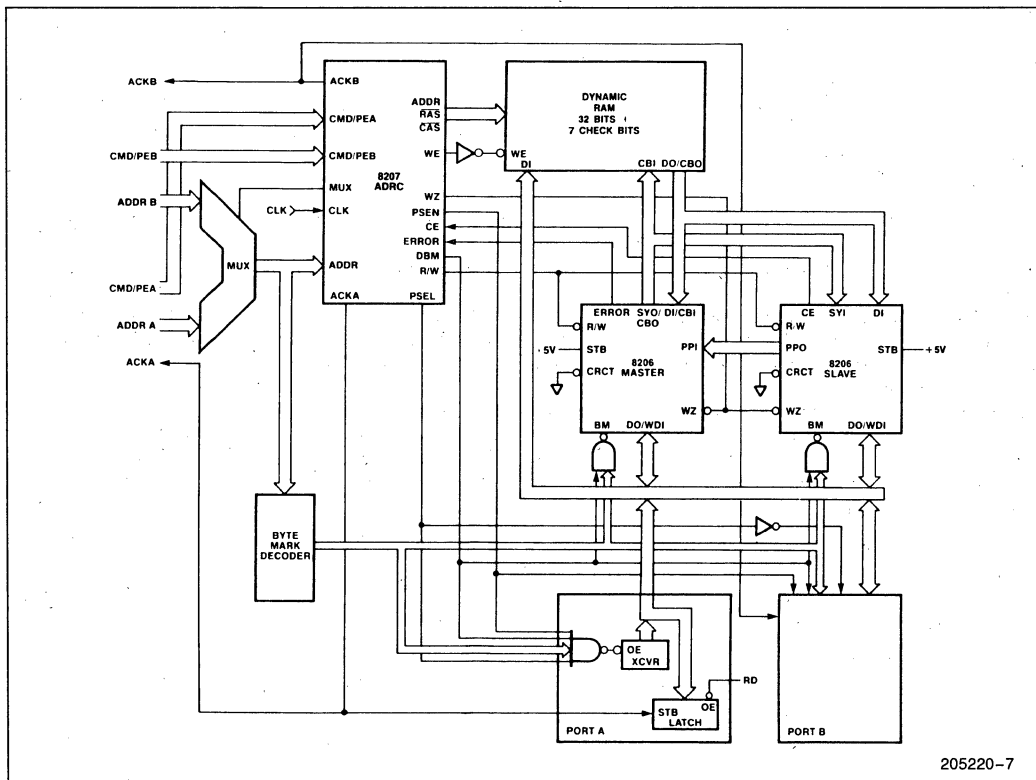 ACKB
CMD/PEA
CMD/PEB
ADDR B
CMD/PEA
ADDR A
ACKA
MUX
CLK
ACKB
CMD/PEA
CMD/PEB
MUX
CLK
ADDR
ACKA
8207
ADRC
ADDR
RAS
CAS
WE
WZ
PSEN
CE
ERROR
DBM
R/W
PSEL
DYNAMIC
RAM
32 BITS
7 CHECK BITS
WE
DI
CBI
DO/CBO
ERROR
SYO/
CBO
DI/CBI
R/W
+5V
STB
PPI
8206
MASTER
CRCT
WZ
BM
DO/WDI
CE
SYI
DI
R/W
PPO
STB
+5V
8206
SLAVE
CRCT
WZ
BM
DO/WDI
BYTE
MARK
DECODER
OE
XCVR
RD
STB
OE
LATCH
PORT A
PORT B
205220-7